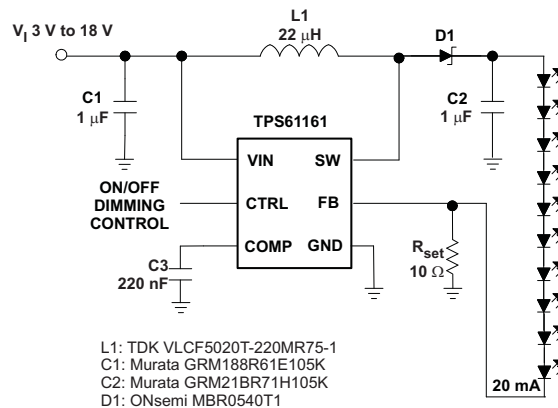 L1
22 μH
V_I 3 V to 18 V
D1
C1
1 μF
C2
1 μF
TPS61161
VIN SW
ON/OFF
DIMMING
CONTROL
CTRL FB
COMP GND
C3
220 nF
R_set
10 Ω
20 mA
L1: TDK VLCF5020T-220MR75-1
C1: Murata GRM188R61E105K
C2: Murata GRM21BR71H105K
D1: ONsemi MBR0540T1